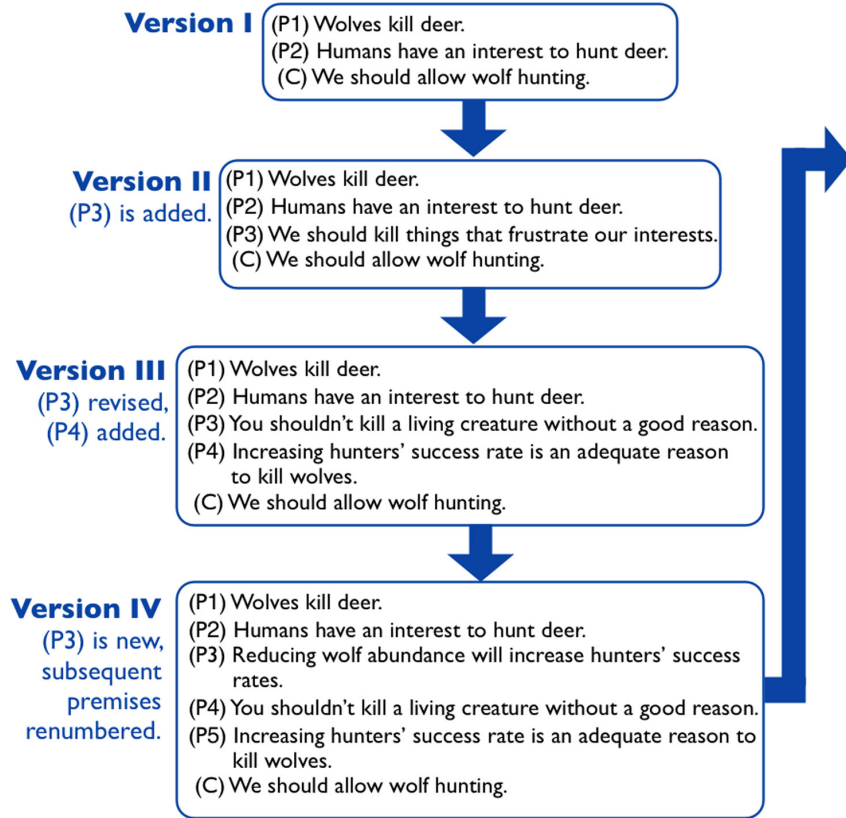 Version I
(P1) Wolves kill deer.
(P2) Humans have an interest to hunt deer.
(C) We should allow wolf hunting.
Version II
(P3) is added.
(P1) Wolves kill deer.
(P2) Humans have an interest to hunt deer.
(P3) We should kill things that frustrate our interests.
(C) We should allow wolf hunting.
Version III
(P3) revised,
(P4) added.
(P1) Wolves kill deer.
(P2) Humans have an interest to hunt deer.
(P3) You shouldn't kill a living creature without a good reason.
(P4) Increasing hunters' success rate is an adequate reason
to kill wolves.
(C) We should allow wolf hunting.
Version IV
(P3) is new,
subsequent
premises
renumbered.
(P1) Wolves kill deer.
(P2) Humans have an interest to hunt deer.
(P3) Reducing wolf abundance will increase hunters' success
rates.
(P4) You shouldn't kill a living creature without a good reason.
(P5) Increasing hunters' success rate is an adequate reason to
kill wolves.
(C) We should allow wolf hunting.